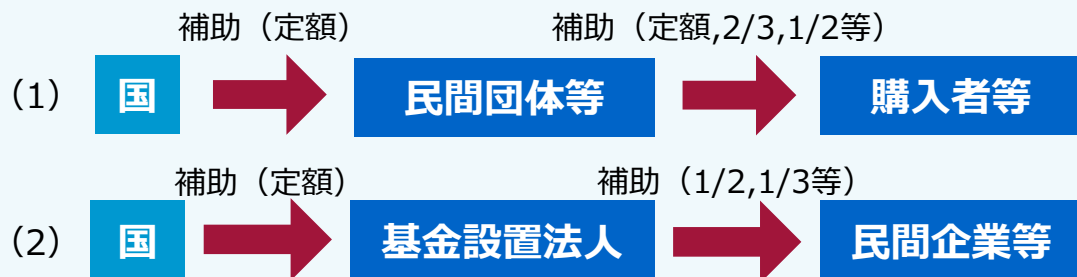 補助（定額） 補助（定額,2/3,1/2等）
（1） 国 民間団体等 購入者等
補助（定額） 補助（1/2,1/3等）
（2） 国 基金設置法人 民間企業等